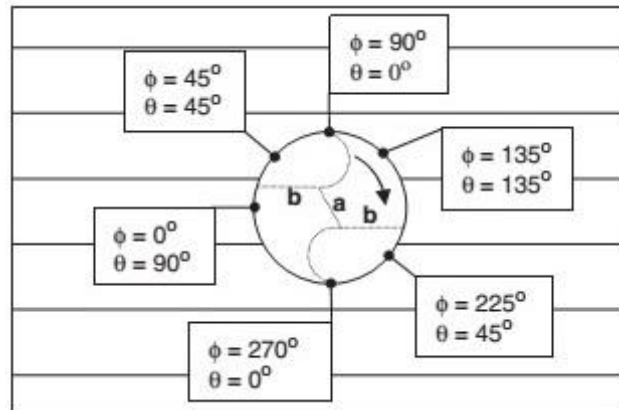 ϕ = 90°
θ = 0°
ϕ = 45°
θ = 45°
ϕ = 135°
θ = 135°
b
a
b
ϕ = 0°
θ = 90°
ϕ = 225°
θ = 45°
ϕ = 270°
θ = 0°